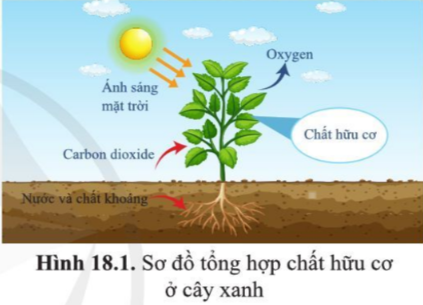 Oxygen
Ánh sáng
mặt trời
Chất hữu cơ
Carbon dioxide
Nước và chất khoáng
Hình 18.1. Sơ đồ tổng hợp chất hữu cơ
ở cây xanh